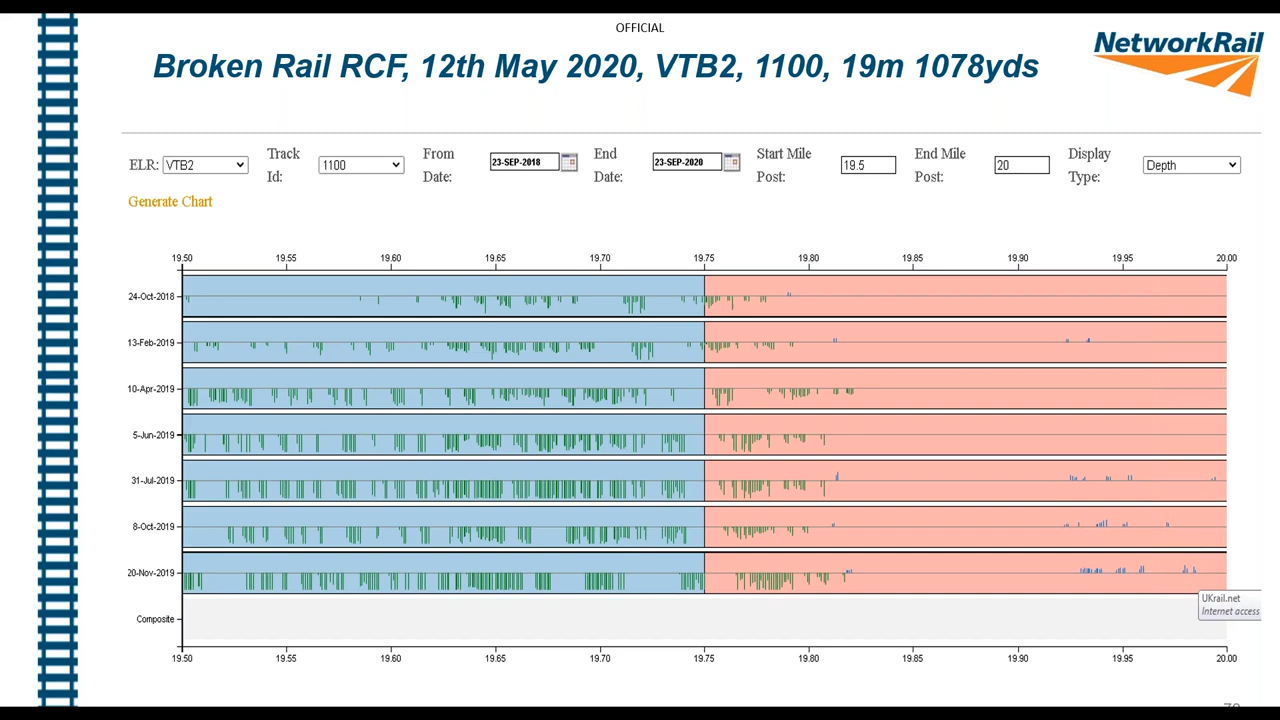 OFFICIAL
Broken Rail RCF, 12th May 2020, VTB2, 1100, 19m 1078yds
NetworkRail
ELR: VTB2 Track Id: 1100 From Date: 23-SEP-2018 End Date: 23-SEP-2020 Start Mile Post: 19.5 End Mile Post: 20 Display Type: Depth
Generate Chart
19.50 19.55 19.60 19.65 19.70 19.75 19.80 19.85 19.90 19.95 20.00
24-Oct-2018
13-Feb-2019
10-Apr-2019
5-Jun-2019
31-Jul-2019
8-Oct-2019
20-Nov-2019
UKrail.net
Internet access
Composite
19.50 19.55 19.60 19.65 19.70 19.75 19.80 19.85 19.90 19.95 20.00